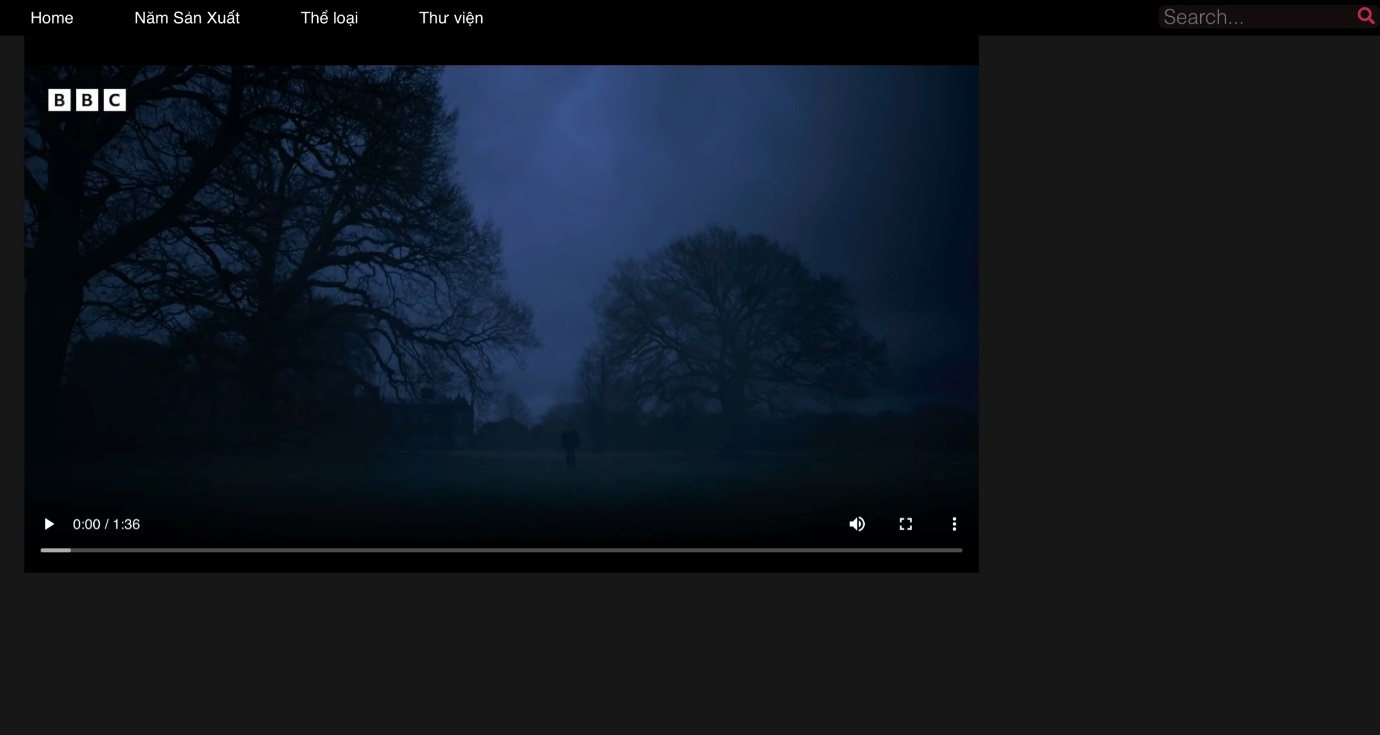 Home Năm Sản Xuất Thể loại Thư viện Search...
BBC
0:00 / 1:36